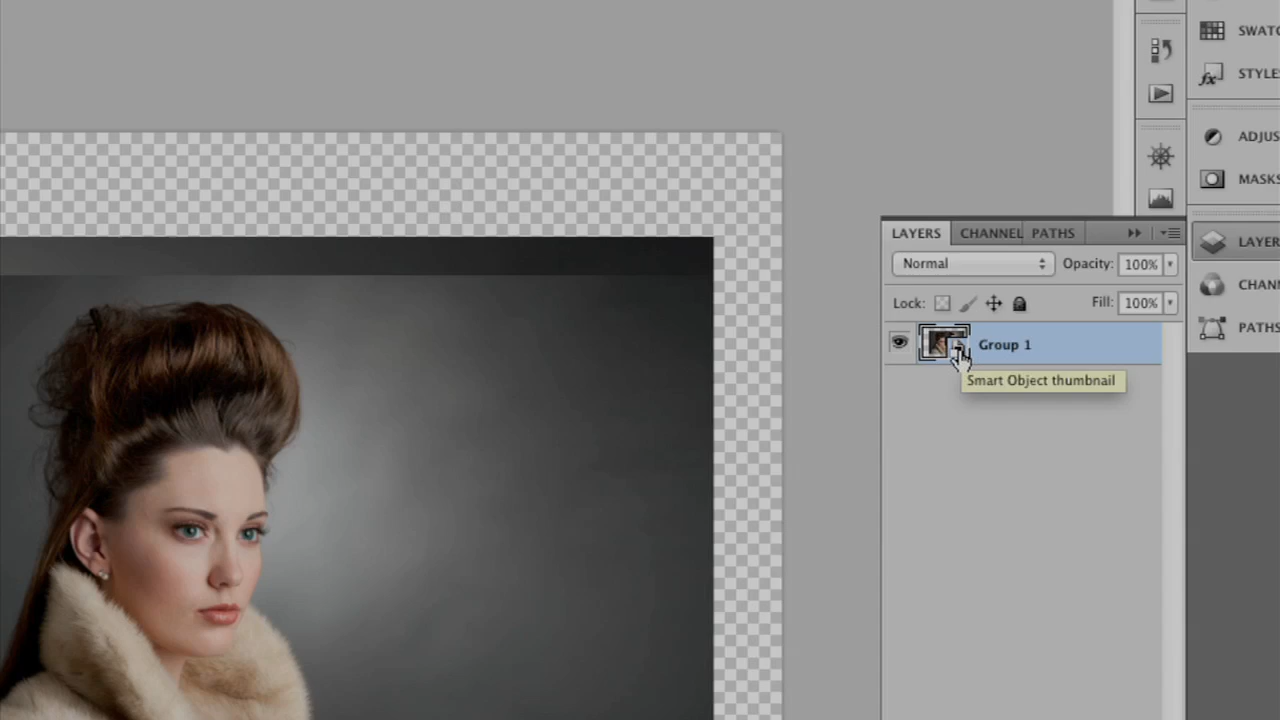 SWATC
STYLES
ADJUS
MASKS
LAYERS CHANNEL PATHS
LAYER
Normal Opacity: 100%
CHAN
Lock: Fill: 100%
PATHS
Group 1
Smart Object thumbnail